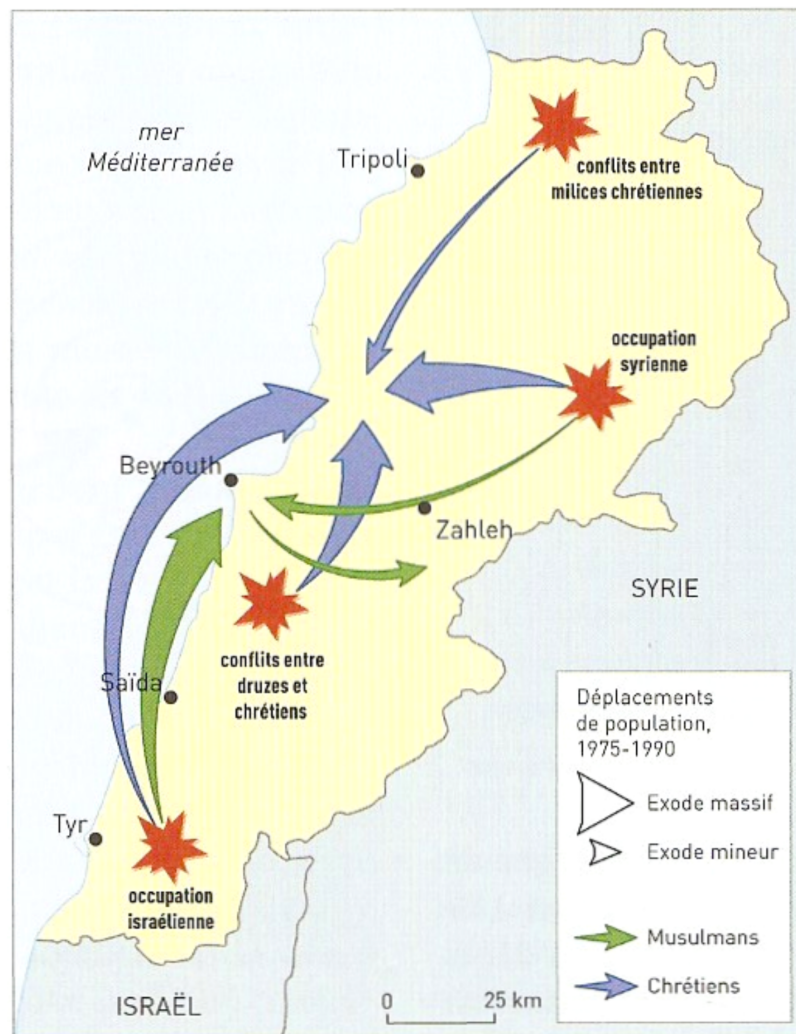 mer
Méditerranée
Tripoli
conflits entre
milices chrétiennes
occupation
syrienne
Beyrouth
Zahleh
SYRIE
conflits entre
druzes et
chrétiens
Saïda
Tyr
occupation
israélienne
ISRAËL
0 25 km
Déplacements
de population,
1975-1990
Exode massif
Exode mineur
Musulmans
Chrétiens